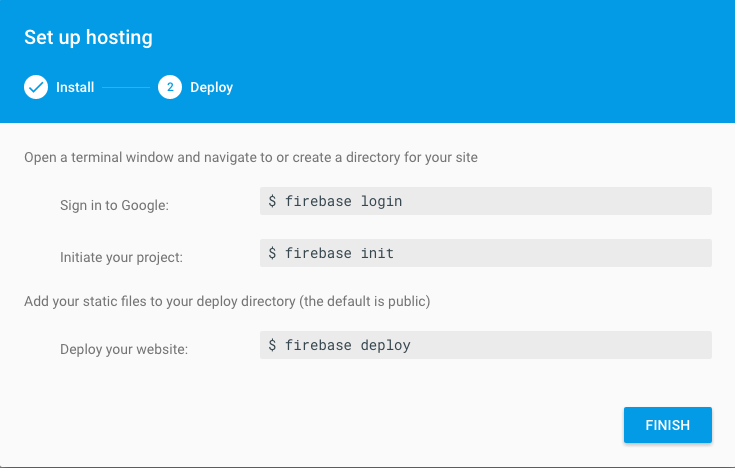 Set up hosting
Install
2 Deploy
Open a terminal window and navigate to or create a directory for your site
Sign in to Google: $ firebase login
Initiate your project: $ firebase init
Add your static files to your deploy directory (the default is public)
Deploy your website: $ firebase deploy
FINISH